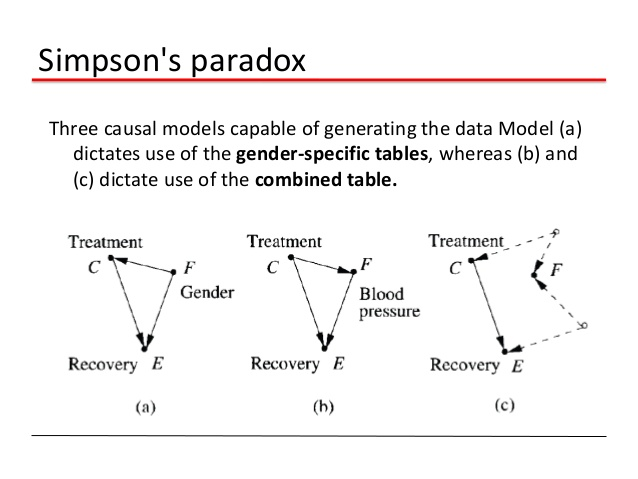 Simpson's paradox
Three causal models capable of generating the data Model (a)
dictates use of the gender-specific tables, whereas (b) and
(c) dictate use of the combined table.
Treatment
C
F
Gender
Recovery E
(a)
Treatment
C
F
Blood
pressure
Recovery E
(b)
Treatment
C
F
Recovery E
(c)